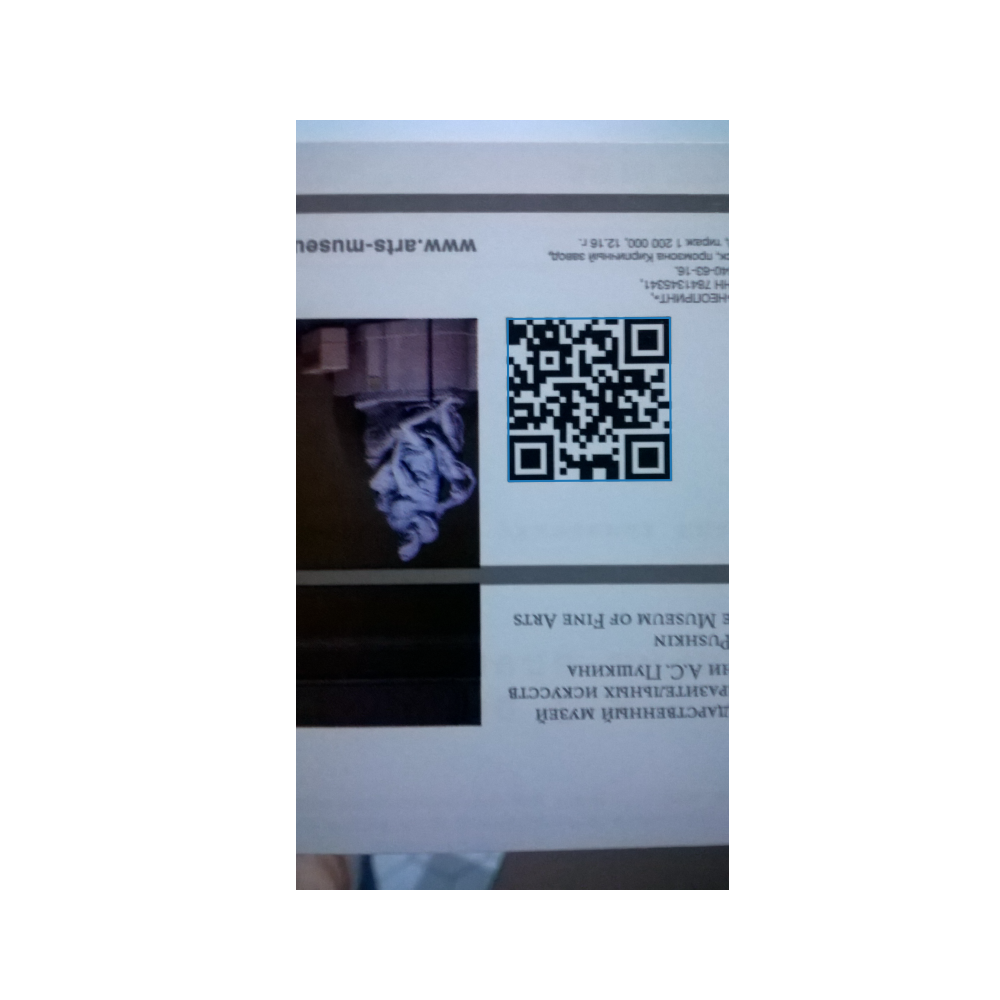 ДАРСТВЕННЫЙ МУЗЕЙ
РАЗИТЕЛЬНЫХ ИСКУССТВ
НИ А.С. ПУШКИНА
PUSHKIN
E MUSEUM OF FINE ARTS
НЕОПРИНТ»,
НН 7841345341,
40-63-16.
ск, промзона Кирпичный завод,
тираж 1 200 000, 12.16 г.
www.arts-museu